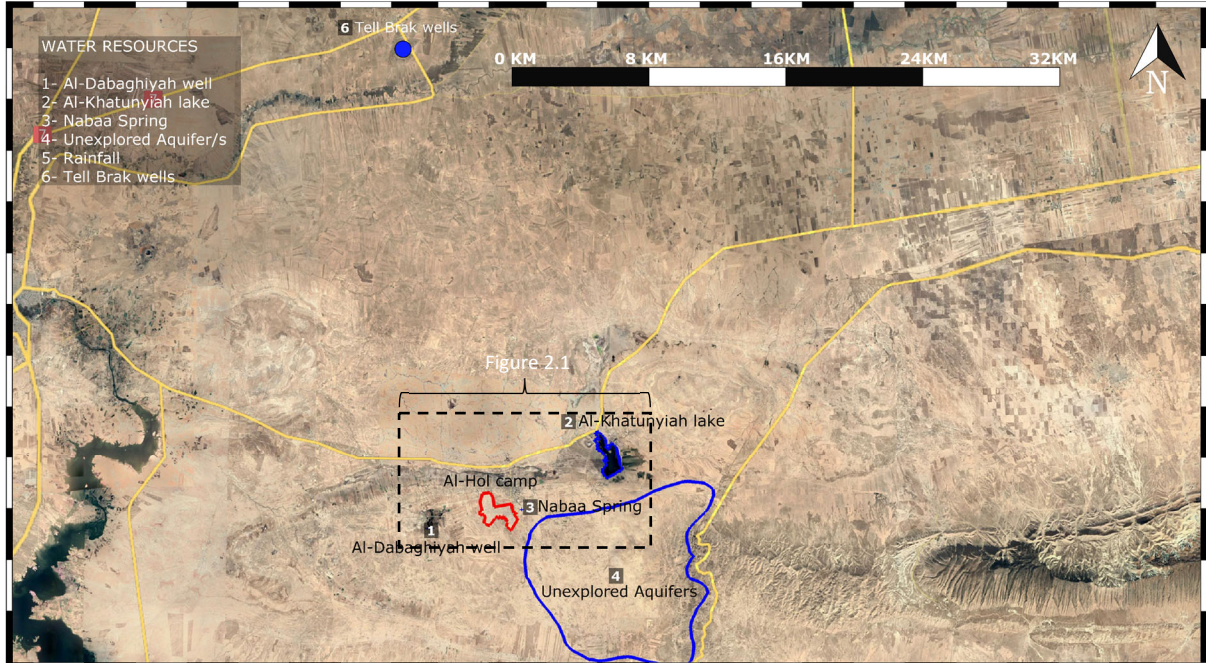 6 Tell Brak wells
WATER RESOURCES
1- Al-Dabaghiyah well
2- Al-Khatunyiah lake
3- Nabaa Spring
4- Unexplored Aquifer/s
5- Rainfall
6- Tell Brak wells
0 KM 8 KM 16KM 24KM 32KM
N
Figure 2.1
2 Al-Khatunyiah lake
Al-Hol camp
3 Nabaa Spring
1
Al-Dabaghiyah well
4
Unexplored Aquifers